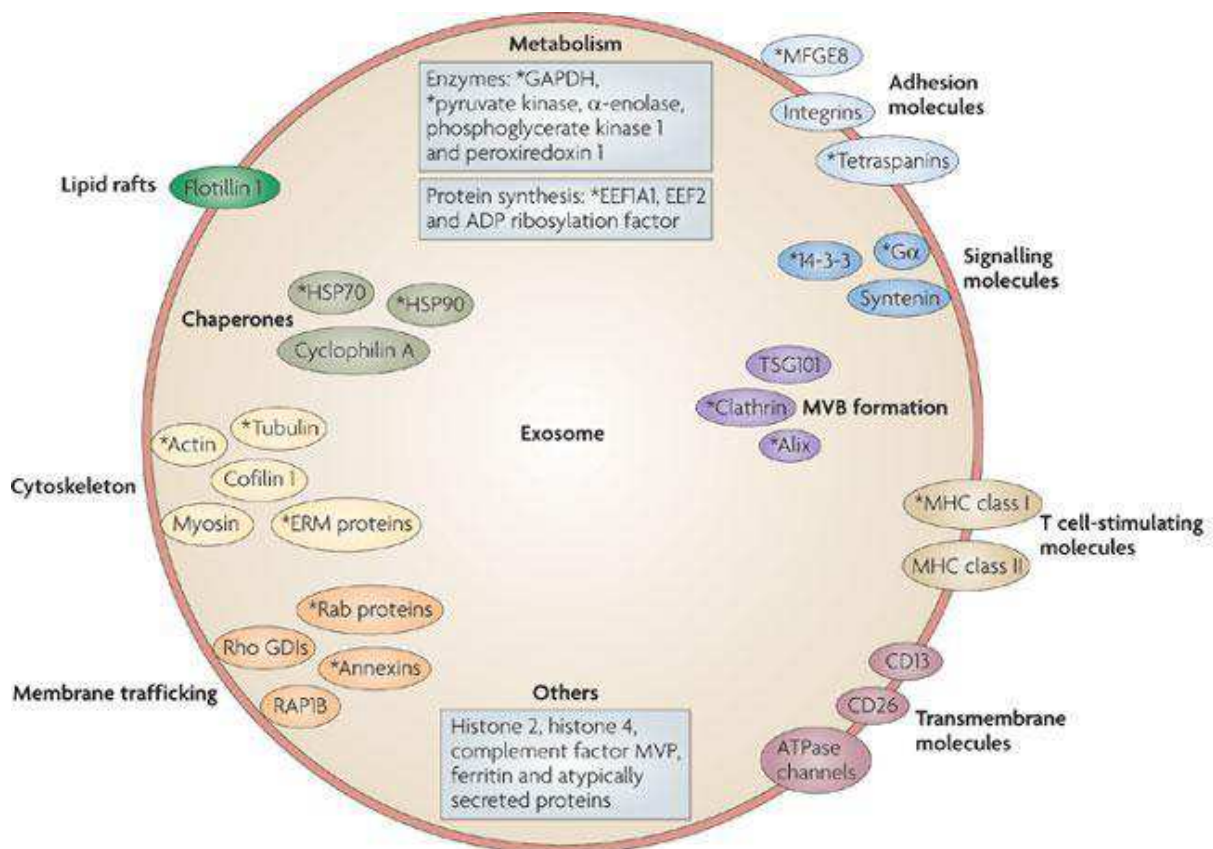 Metabolism
Enzymes: *GAPDH,
*pyruvate kinase, α-enolase,
phosphoglycerate kinase 1
and peroxiredoxin 1
Protein synthesis: *EEF1A1, EEF2
and ADP ribosylation factor
*MFGE8
Integrins
*Tetraspanins
Adhesion
molecules
Lipid rafts
Flotillin 1
*14-3-3
*Gα
Syntenin
Signalling
molecules
Chaperones
*HSP70
*HSP90
Cyclophilin A
TSG101
*Clathrin
*Alix
MVB formation
Exosome
Cytoskeleton
*Actin
*Tubulin
Cofilin 1
Myosin
*ERM proteins
*MHC class I
MHC class II
T cell-stimulating
molecules
Membrane trafficking
*Rab proteins
Rho GDIs
*Annexins
RAP1B
CD13
CD26
ATPase
channels
Transmembrane
molecules
Others
Histone 2, histone 4,
complement factor MVP,
ferritin and atypically
secreted proteins